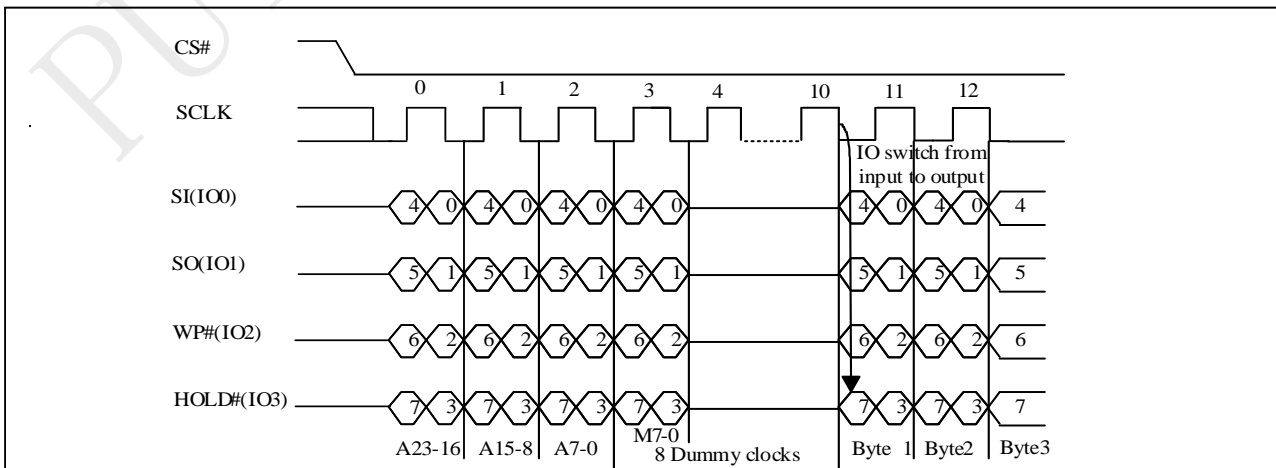 PU
CS#
0 1 2 3 4 10 11 12
SCLK
IO switch from
input to output
SI(IO0)
4 0 4 0 4 0 4 0 4 0 4 0 4
SO(IO1)
5 1 5 1 5 1 5 1 5 1 5 1 5
WP#(IO2)
6 2 6 2 6 2 6 2 6 2 6 2 6
HOLD#(IO3)
7 3 7 3 7 3 7 3 7 3 7 3 7
A23-16 A15-8 A7-0 M7-0 8 Dummy clocks Byte 1 Byte2 Byte3